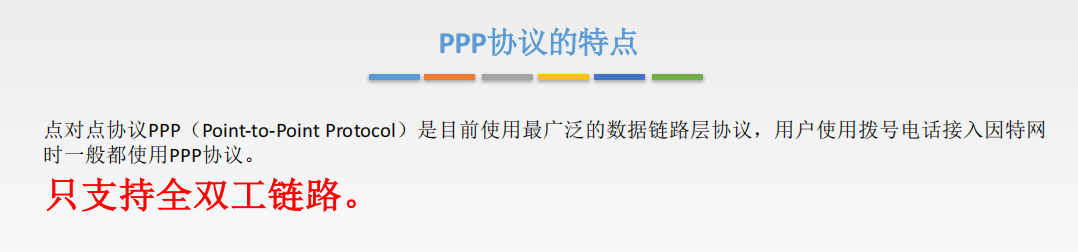 PPP协议的特点
点对点协议PPP（Point-to-Point Protocol）是目前使用最广泛的数据链路层协议，用户使用拨号电话接入因特网
时一般都使用PPP协议。
只支持全双工链路。